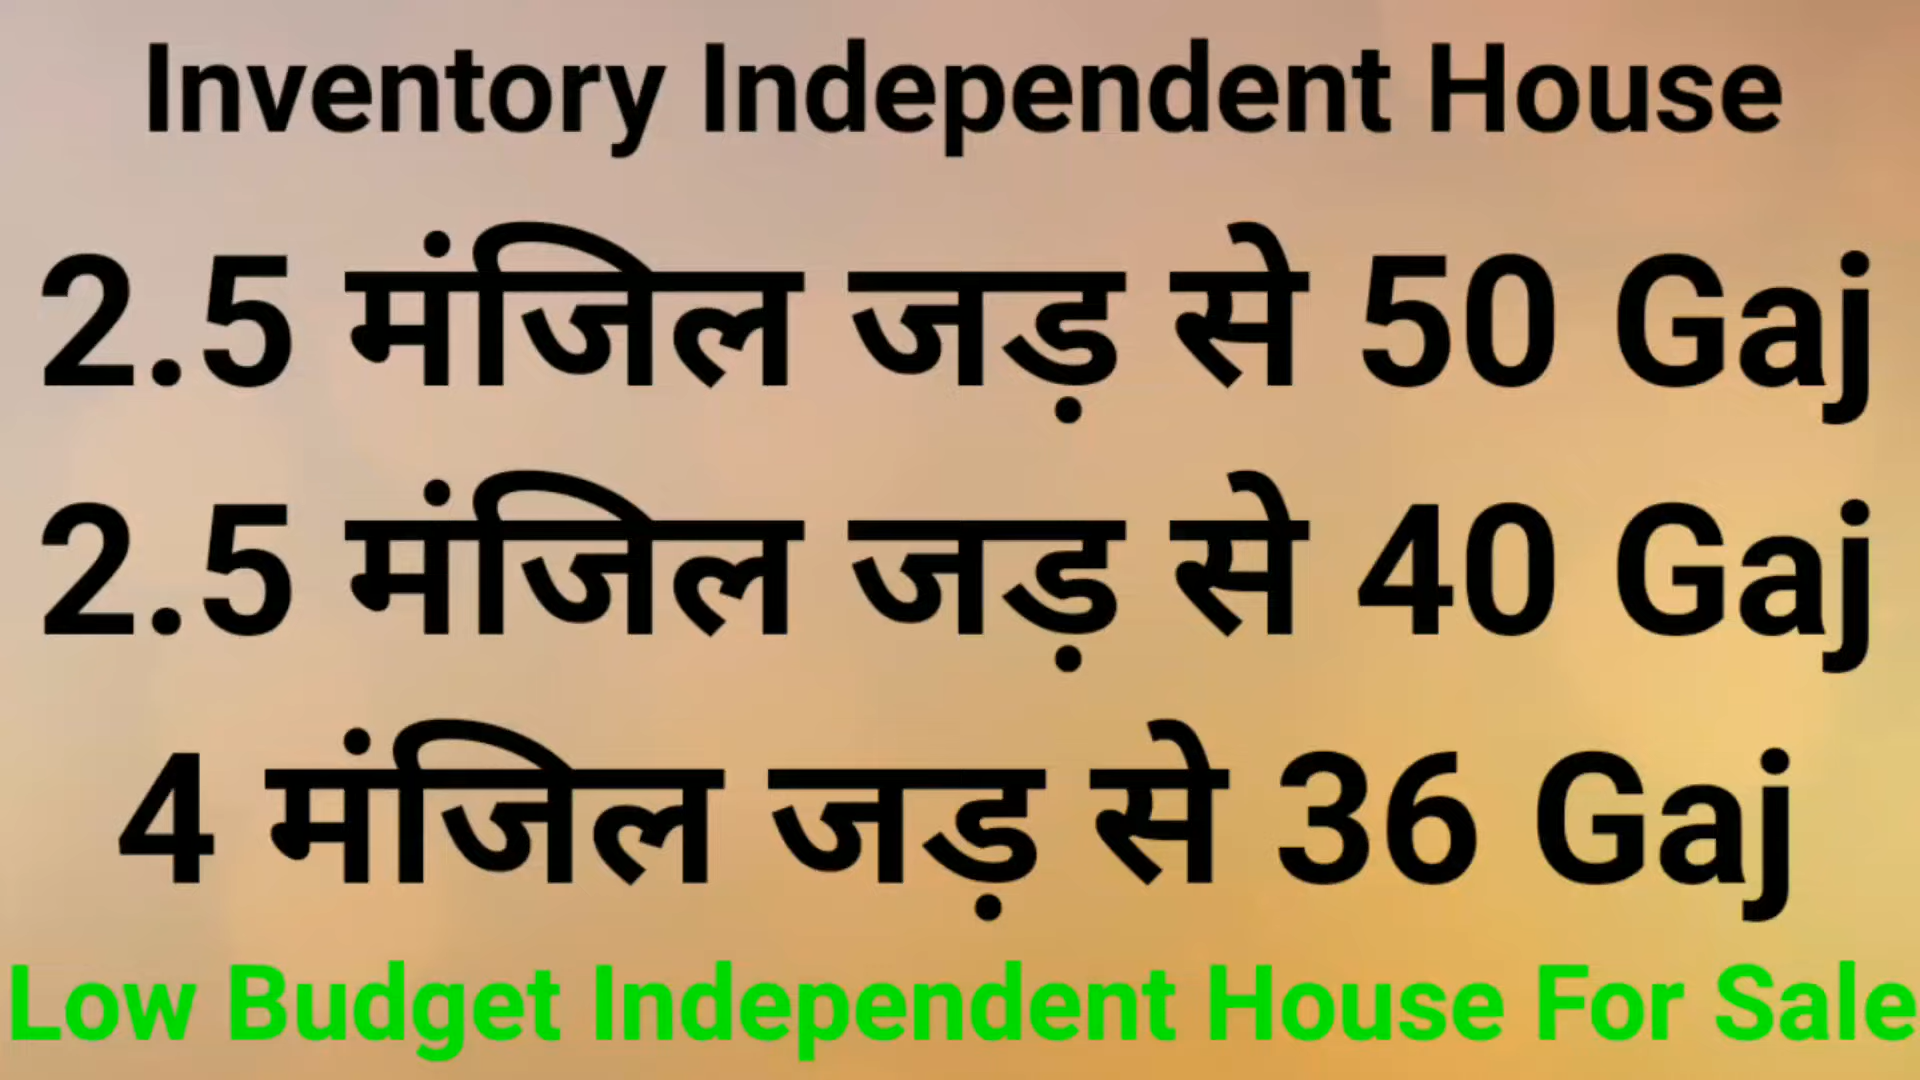 Inventory Independent House
2.5 मंजिल जड़ से 50 Gaj
2.5 मंजिल जड़ से 40 Gaj
4 मंजिल जड़ से 36 Gaj
Low Budget Independent House For Sale